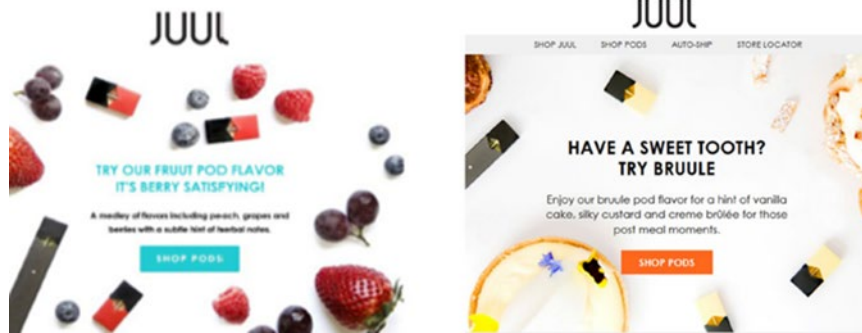 JUUL
TRY OUR FRUUT POD FLAVOR
IT'S BERRY SATISFYING!
A medley of flavors including peach, grapes and
berries with a subtle hint of herbal notes.
SHOP PODS
JUUL
SHOP JUUL SHOP PODS AUTO-SHIP STORE LOCATOR
HAVE A SWEET TOOTH?
TRY BRUULE
Enjoy our bruule pod flavor for a hint of vanilla
cake, silky custard and creme brûlée for those
post meal moments.
SHOP PODS